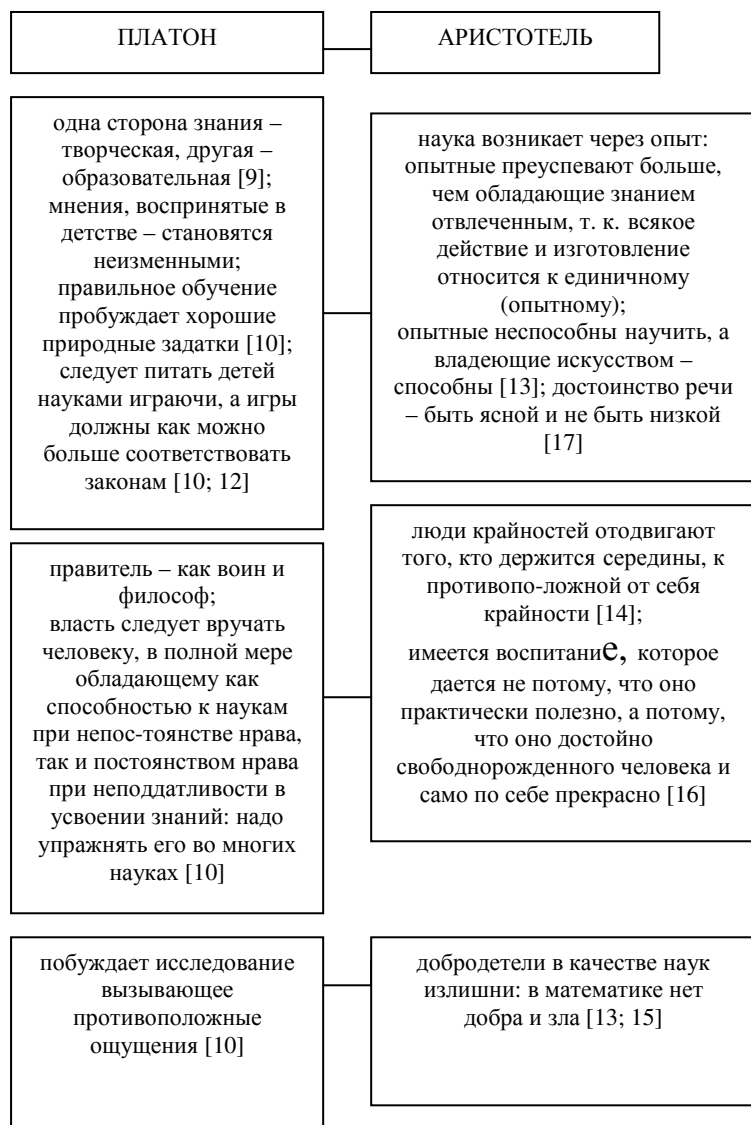 ПЛАТОН
АРИСТОТЕЛЬ
одна сторона знания –
творческая, другая –
образовательная [9];
мнения, воспринятые в
детстве – становятся
неизменными;
правильное обучение
пробуждает хорошие
природные задатки [10];
следует питать детей
науками играючи, а игры
должны как можно
больше соответствовать
законам [10; 12]
наука возникает через опыт:
опытные преуспевают больше,
чем обладающие знанием
отвлеченным, т. к. всякое
действие и изготовление
относится к единичному
(опытному);
опытные неспособны научить, а
владеющие искусством –
способны [13]; достоинство речи
– быть ясной и не быть низкой
[17]
правитель – как воин и
философ;
власть следует вручать
человеку, в полной мере
обладающему как
способностью к наукам
при непос-тоянстве нрава,
так и постоянством нрава
при неподдатливости в
усвоении знаний: надо
упражнять его во многих
науках [10]
люди крайностей отодвигают
того, кто держится середины, к
противопо-ложной от себя
крайности [14];
имеется воспитание, которое
дается не потому, что оно
практически полезно, а потому,
что оно достойно
свободнорожденного человека и
само по себе прекрасно [16]
побуждает исследование
вызывающее
противоположные
ощущения [10]
добродетели в качестве наук
излишни: в математике нет
добра и зла [13; 15]